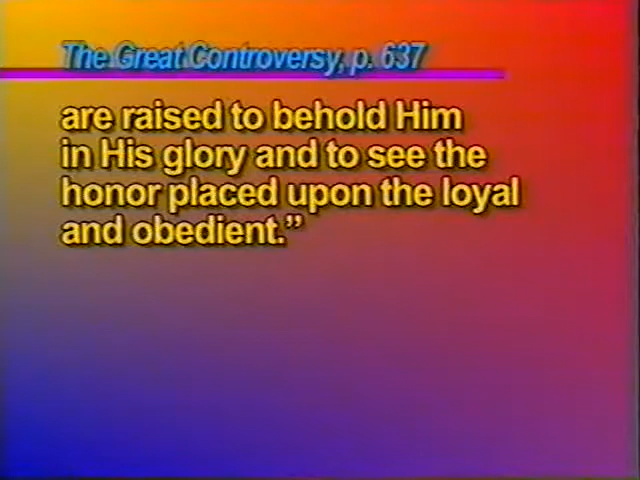 The Great Controversy, p. 637
are raised to behold Him
in His glory and to see the
honor placed upon the loyal
and obedient.”